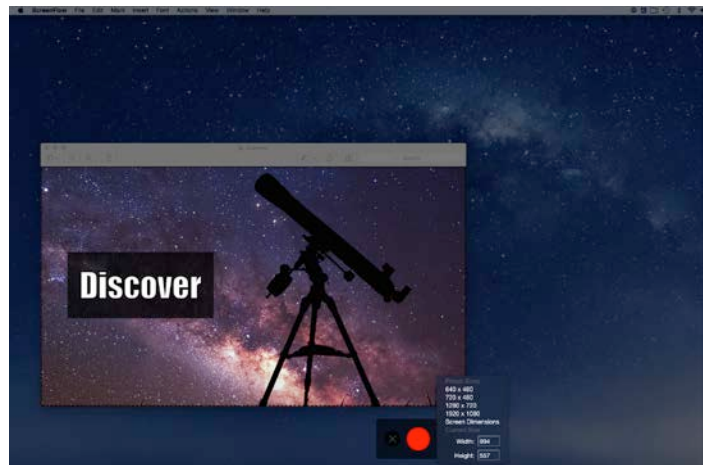 ScreenFlow File Edit Mark Insert Font Actions View Window Help
Discover
640 x 480
720 x 480
1280 x 720
1920 x 1080
Screen Dimensions
Width: 894
Height: 557